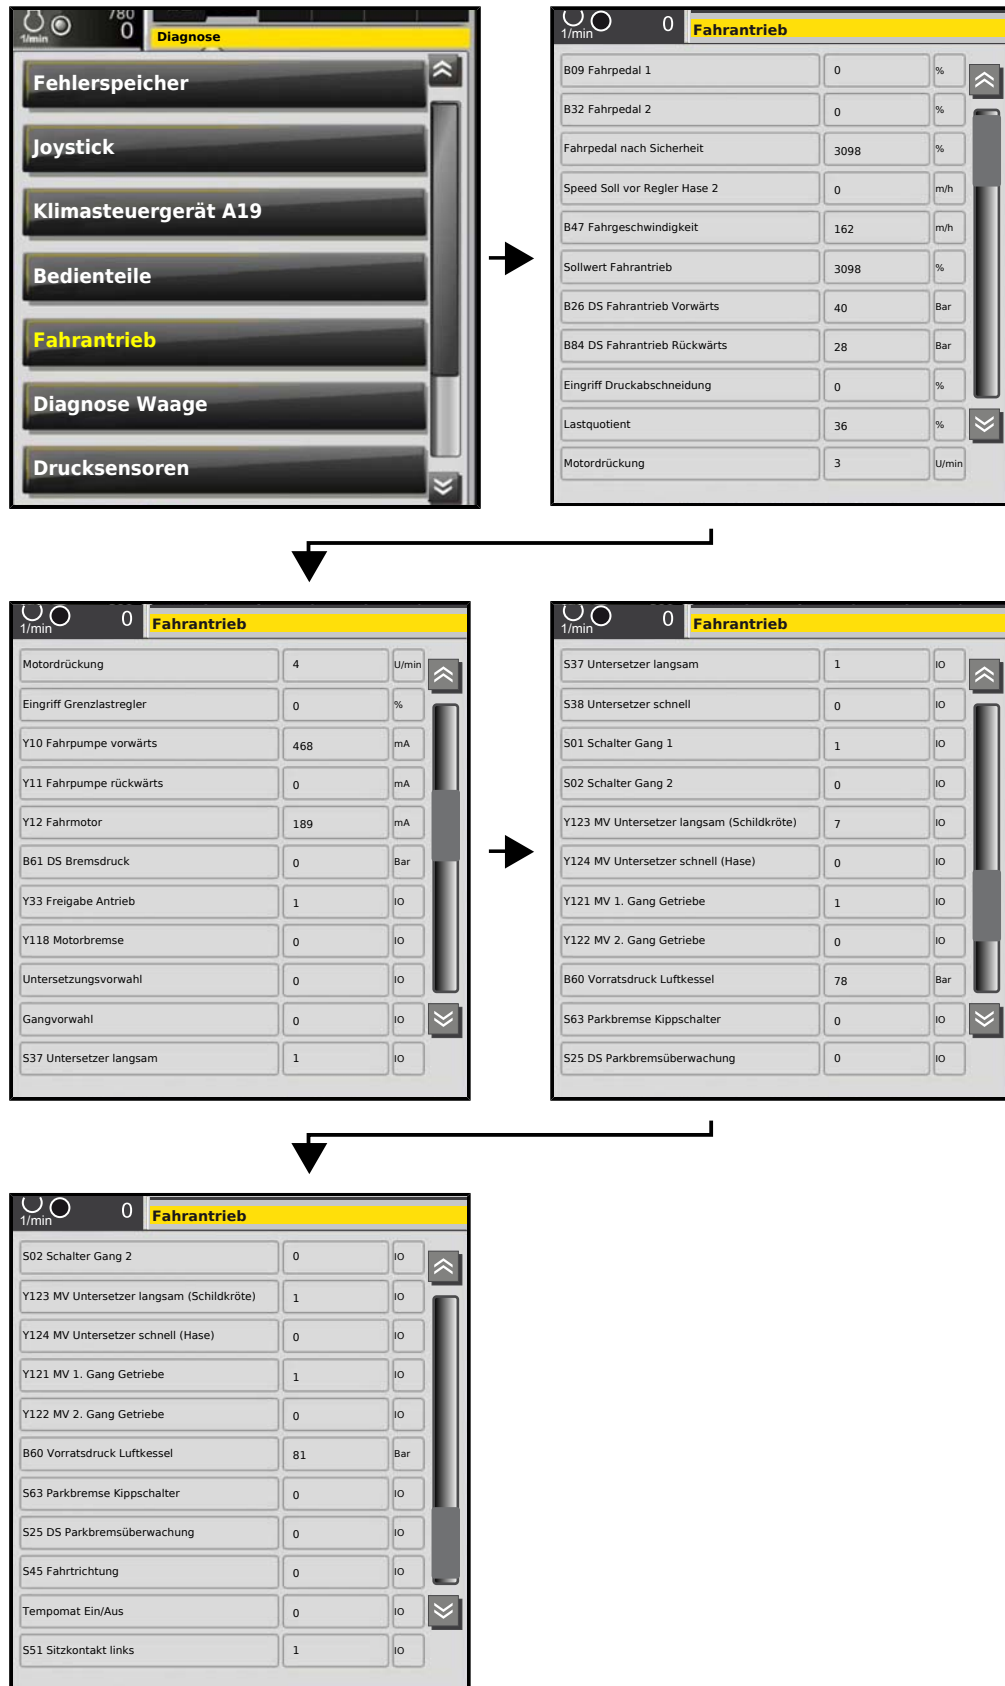 780
1/min 0 Diagnose
Fehlerspeicher
Joystick
Klimasteuergerät A19
Bedienteile
Fahrantrieb
Diagnose Waage
Drucksensoren
1/min 0 Fahrantrieb
B09 Fahrpedal 1 0 %
B32 Fahrpedal 2 0 %
Fahrpedal nach Sicherheit 3098 %
Speed Soll vor Regler Hase 2 0 m/h
B47 Fahrgeschwindigkeit 162 m/h
Sollwert Fahrantrieb 3098 %
B26 DS Fahrantrieb Vorwärts 40 Bar
B84 DS Fahrantrieb Rückwärts 28 Bar
Eingriff Druckabschneidung 0 %
Lastquotient 36 %
Motordrückung 3 U/min
1/min 0 Fahrantrieb
Motordrückung 4 U/min
Eingriff Grenzlastregler 0 %
Y10 Fahrpumpe vorwärts 468 mA
Y11 Fahrpumpe rückwärts 0 mA
Y12 Fahrmotor 189 mA
B61 DS Bremsdruck 0 Bar
Y33 Freigabe Antrieb 1 IO
Y118 Motorbremse 0 IO
Untersetzungsvorwahl 0 IO
Gangvorwahl 0 IO
S37 Untersetzer langsam 1 IO
1/min 0 Fahrantrieb
S37 Untersetzer langsam 1 IO
S38 Untersetzer schnell 0 IO
S01 Schalter Gang 1 1 IO
S02 Schalter Gang 2 0 IO
Y123 MV Untersetzer langsam (Schildkröte) 7 IO
Y124 MV Untersetzer schnell (Hase) 0 IO
Y121 MV 1. Gang Getriebe 1 IO
Y122 MV 2. Gang Getriebe 0 IO
B60 Vorratsdruck Luftkessel 78 Bar
S63 Parkbremse Kippschalter 0 IO
S25 DS Parkbremsüberwachung 0 IO
1/min 0 Fahrantrieb
S02 Schalter Gang 2 0 IO
Y123 MV Untersetzer langsam (Schildkröte) 1 IO
Y124 MV Untersetzer schnell (Hase) 0 IO
Y121 MV 1. Gang Getriebe 1 IO
Y122 MV 2. Gang Getriebe 0 IO
B60 Vorratsdruck Luftkessel 81 Bar
S63 Parkbremse Kippschalter 0 IO
S25 DS Parkbremsüberwachung 0 IO
S45 Fahrtrichtung 0 IO
Tempomat Ein/Aus 0 IO
S51 Sitzkontakt links 1 IO